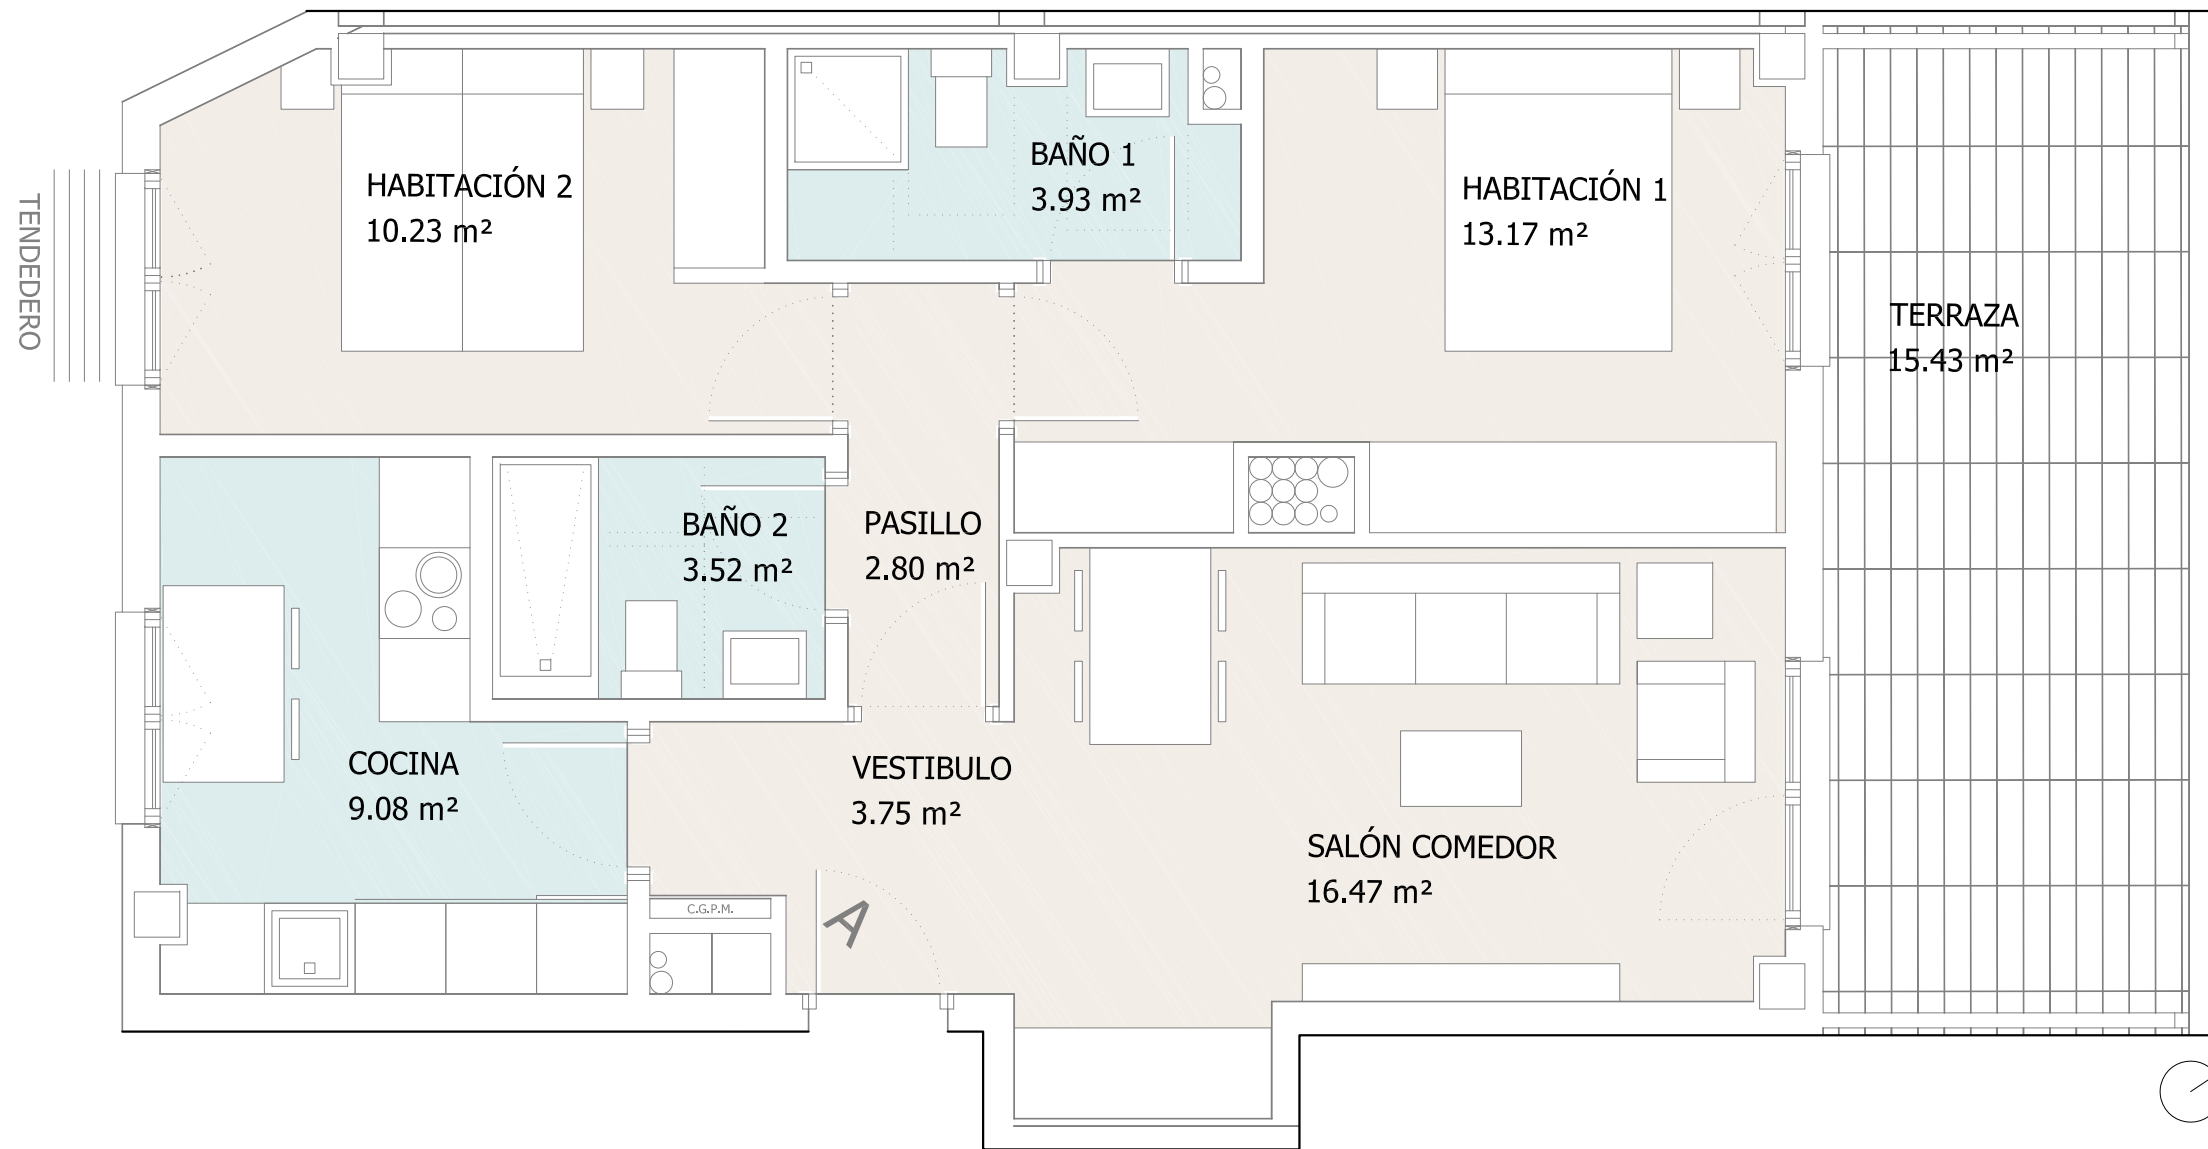 TENDEDERO
HABITACIÓN 2
10.23 m²
BAÑO 1
3.93 m²
HABITACIÓN 1
13.17 m²
TERRAZA
15.43 m²
BAÑO 2
3.52 m²
PASILLO
2.80 m²
COCINA
9.08 m²
VESTIBULO
3.75 m²
SALÓN COMEDOR
16.47 m²
C.G.P.M.
A